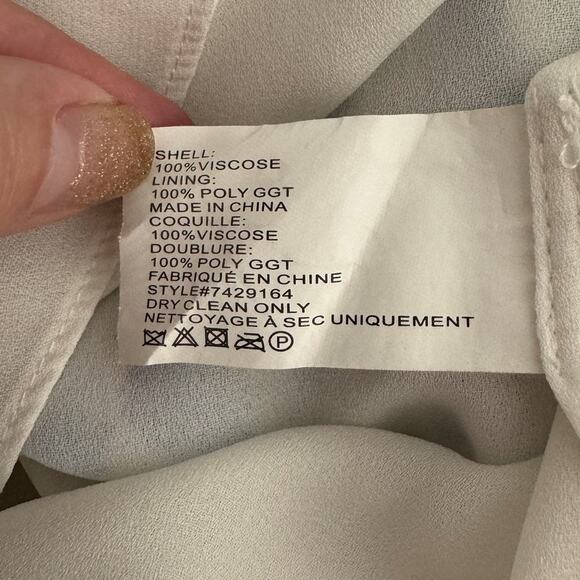 SHELL:
100%VISCOSE
LINING:
100% POLY GGT
MADE IN CHINA
COQUILLE:
100%VISCOSE
DOUBLURE:
100% POLY GGT
FABRIQUÉ EN CHINE
STYLE#7429164
DRY CLEAN ONLY
NETTOYAGE À SEC UNIQUEMENT
P